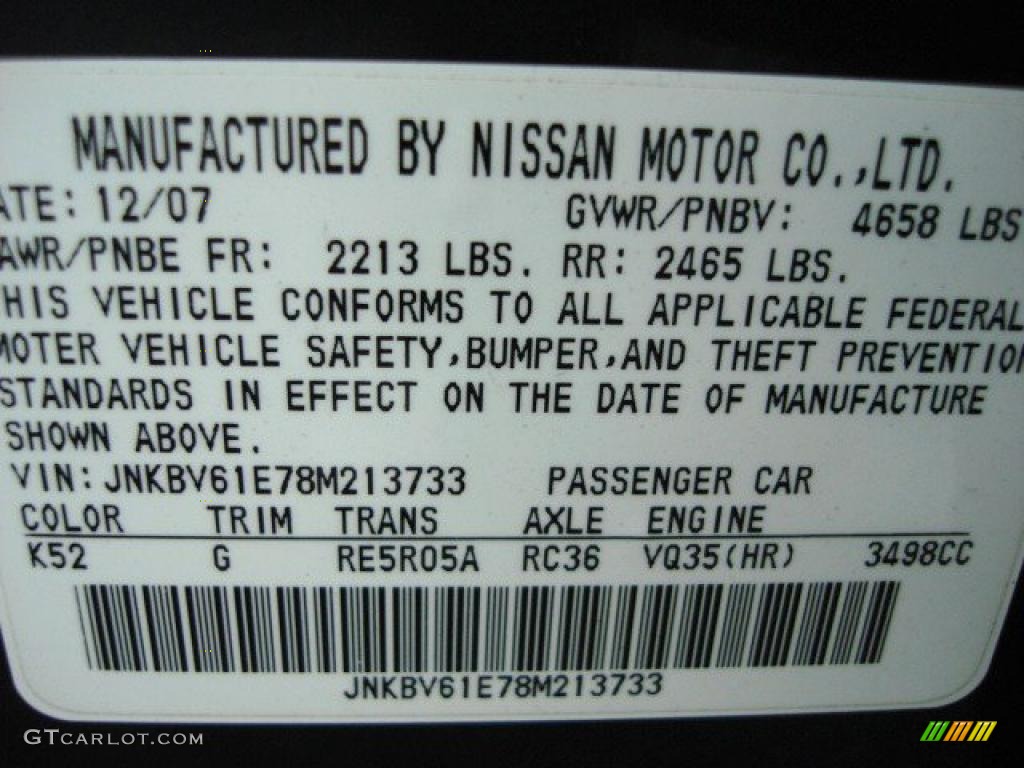 MANUFACTURED BY NISSAN MOTOR CO.,LTD.
ATE: 12/07 GVWR/PNBV: 4658 LBS
AWR/PNBE FR: 2213 LBS. RR: 2465 LBS.
HIS VEHICLE CONFORMS TO ALL APPLICABLE FEDERAL
MOTER VEHICLE SAFETY,BUMPER,AND THEFT PREVENTION
STANDARDS IN EFFECT ON THE DATE OF MANUFACTURE
SHOWN ABOVE.
VIN:JNKBV61E78M213733 PASSENGER CAR
COLOR TRIM TRANS AXLE ENGINE
K52 G RE5R05A RC36 VQ35(HR) 3498CC
JNKBV61E78M213733
GTCARLOT.COM